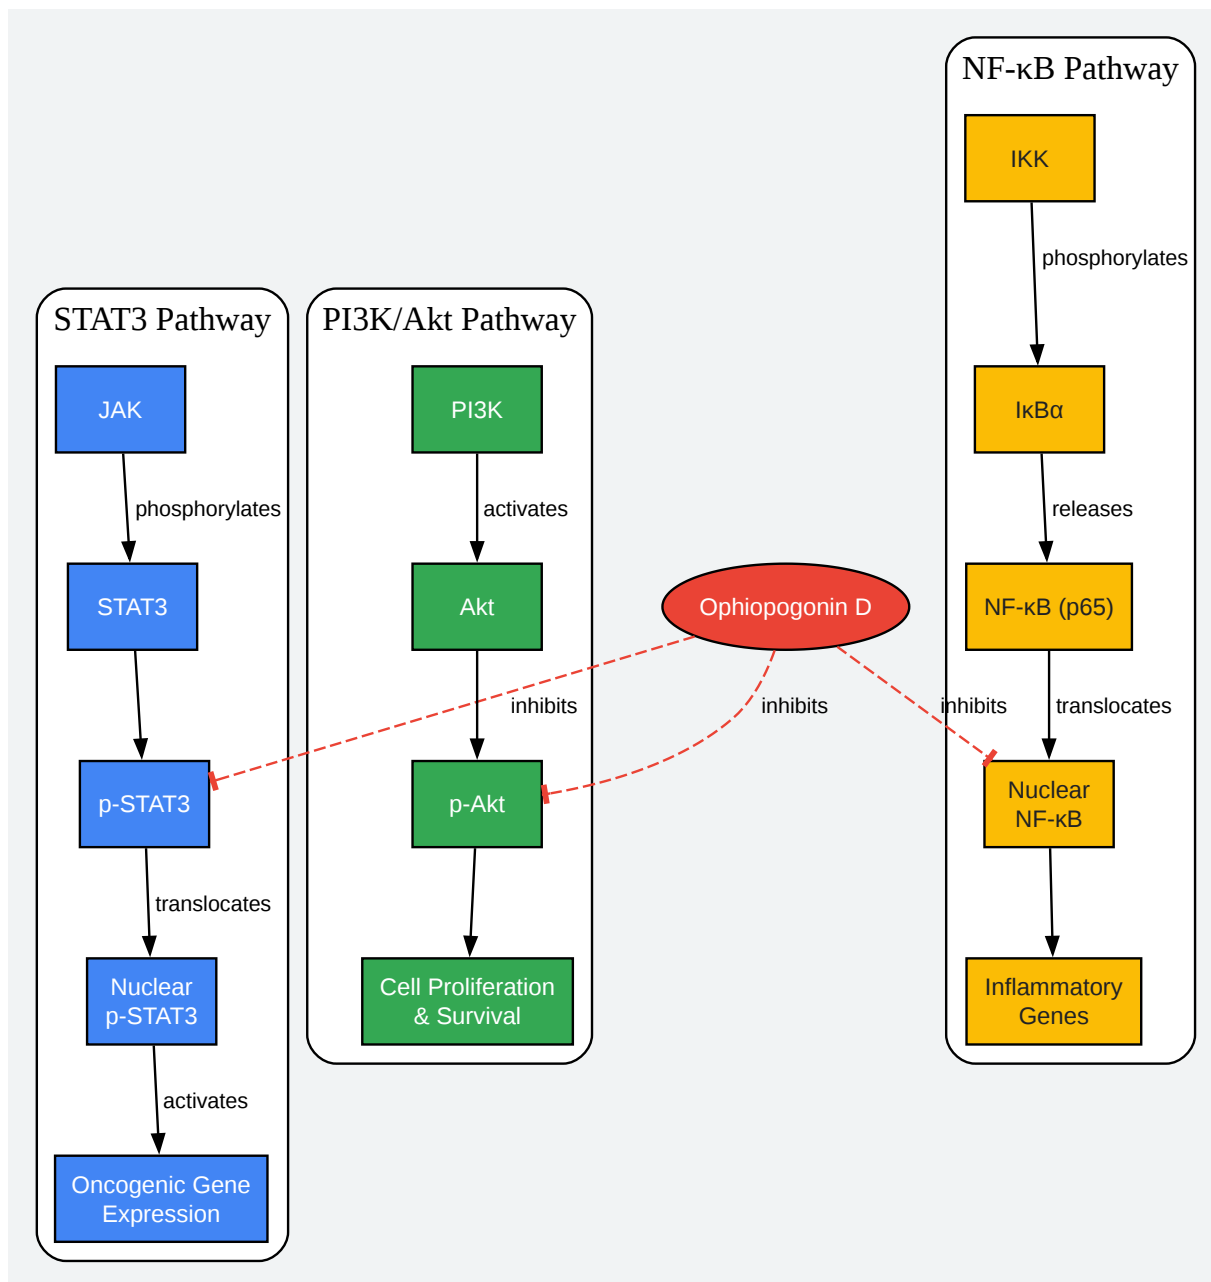 STAT3 Pathway
JAK
phosphorylates
STAT3
p-STAT3
translocates
Nuclear
p-STAT3
activates
Oncogenic Gene
Expression
PI3K/Akt Pathway
PI3K
activates
Akt
inhibits
p-Akt
Cell Proliferation
& Survival
Ophiopogonin D
inhibits
inhibits
NF-κB Pathway
IKK
phosphorylates
IκBα
releases
NF-κB (p65)
translocates
Nuclear
NF-κB
Inflammatory
Genes